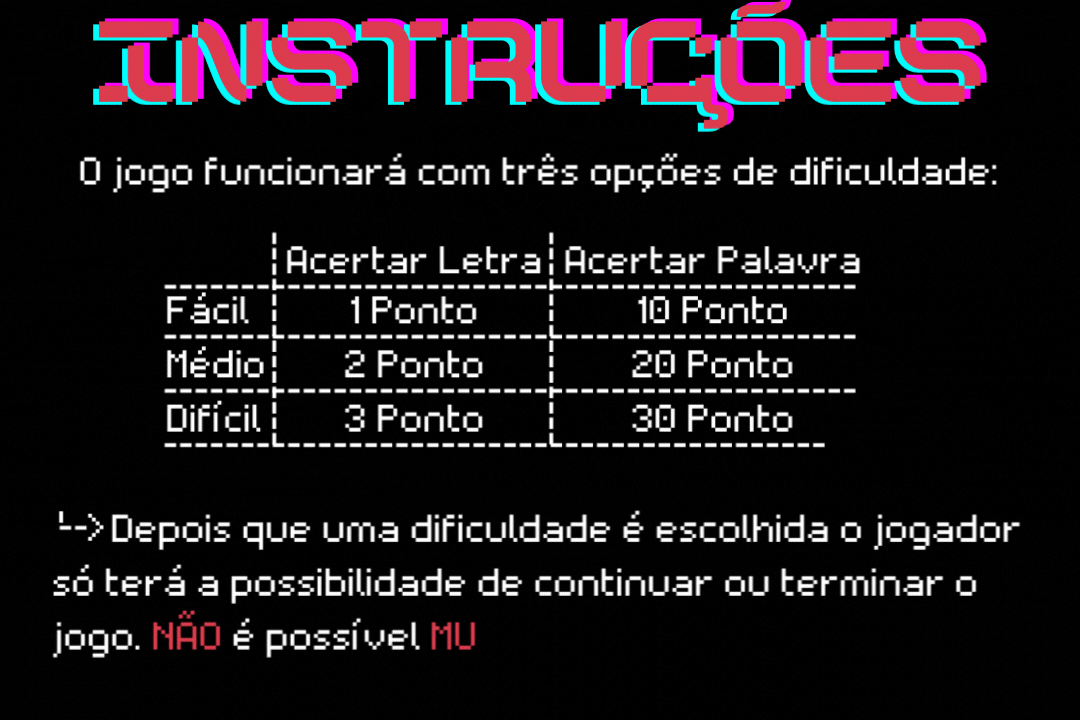 INSTRUÇÕES
O jogo funcionará com três opções de dificuldade:
Acertar Letra Acertar Palavra
Fácil 1 Ponto 10 Ponto
Médio 2 Ponto 20 Ponto
Difícil 3 Ponto 30 Ponto
↳-> Depois que uma dificuldade é escolhida o jogador
só terá a possibilidade de continuar ou terminar o
jogo. NÃO é possível MU